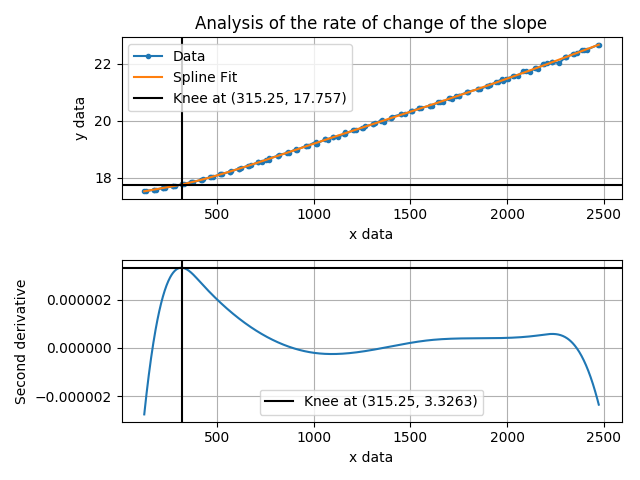 Analysis of the rate of change of the slope
Data
Spline Fit
Knee at (315.25, 17.757)
22
20
18
y data
500 1000 1500 2000 2500
x data
0.000002
0.000000
−0.000002
Second derivative
Knee at (315.25, 3.3263)
500 1000 1500 2000 2500
x data